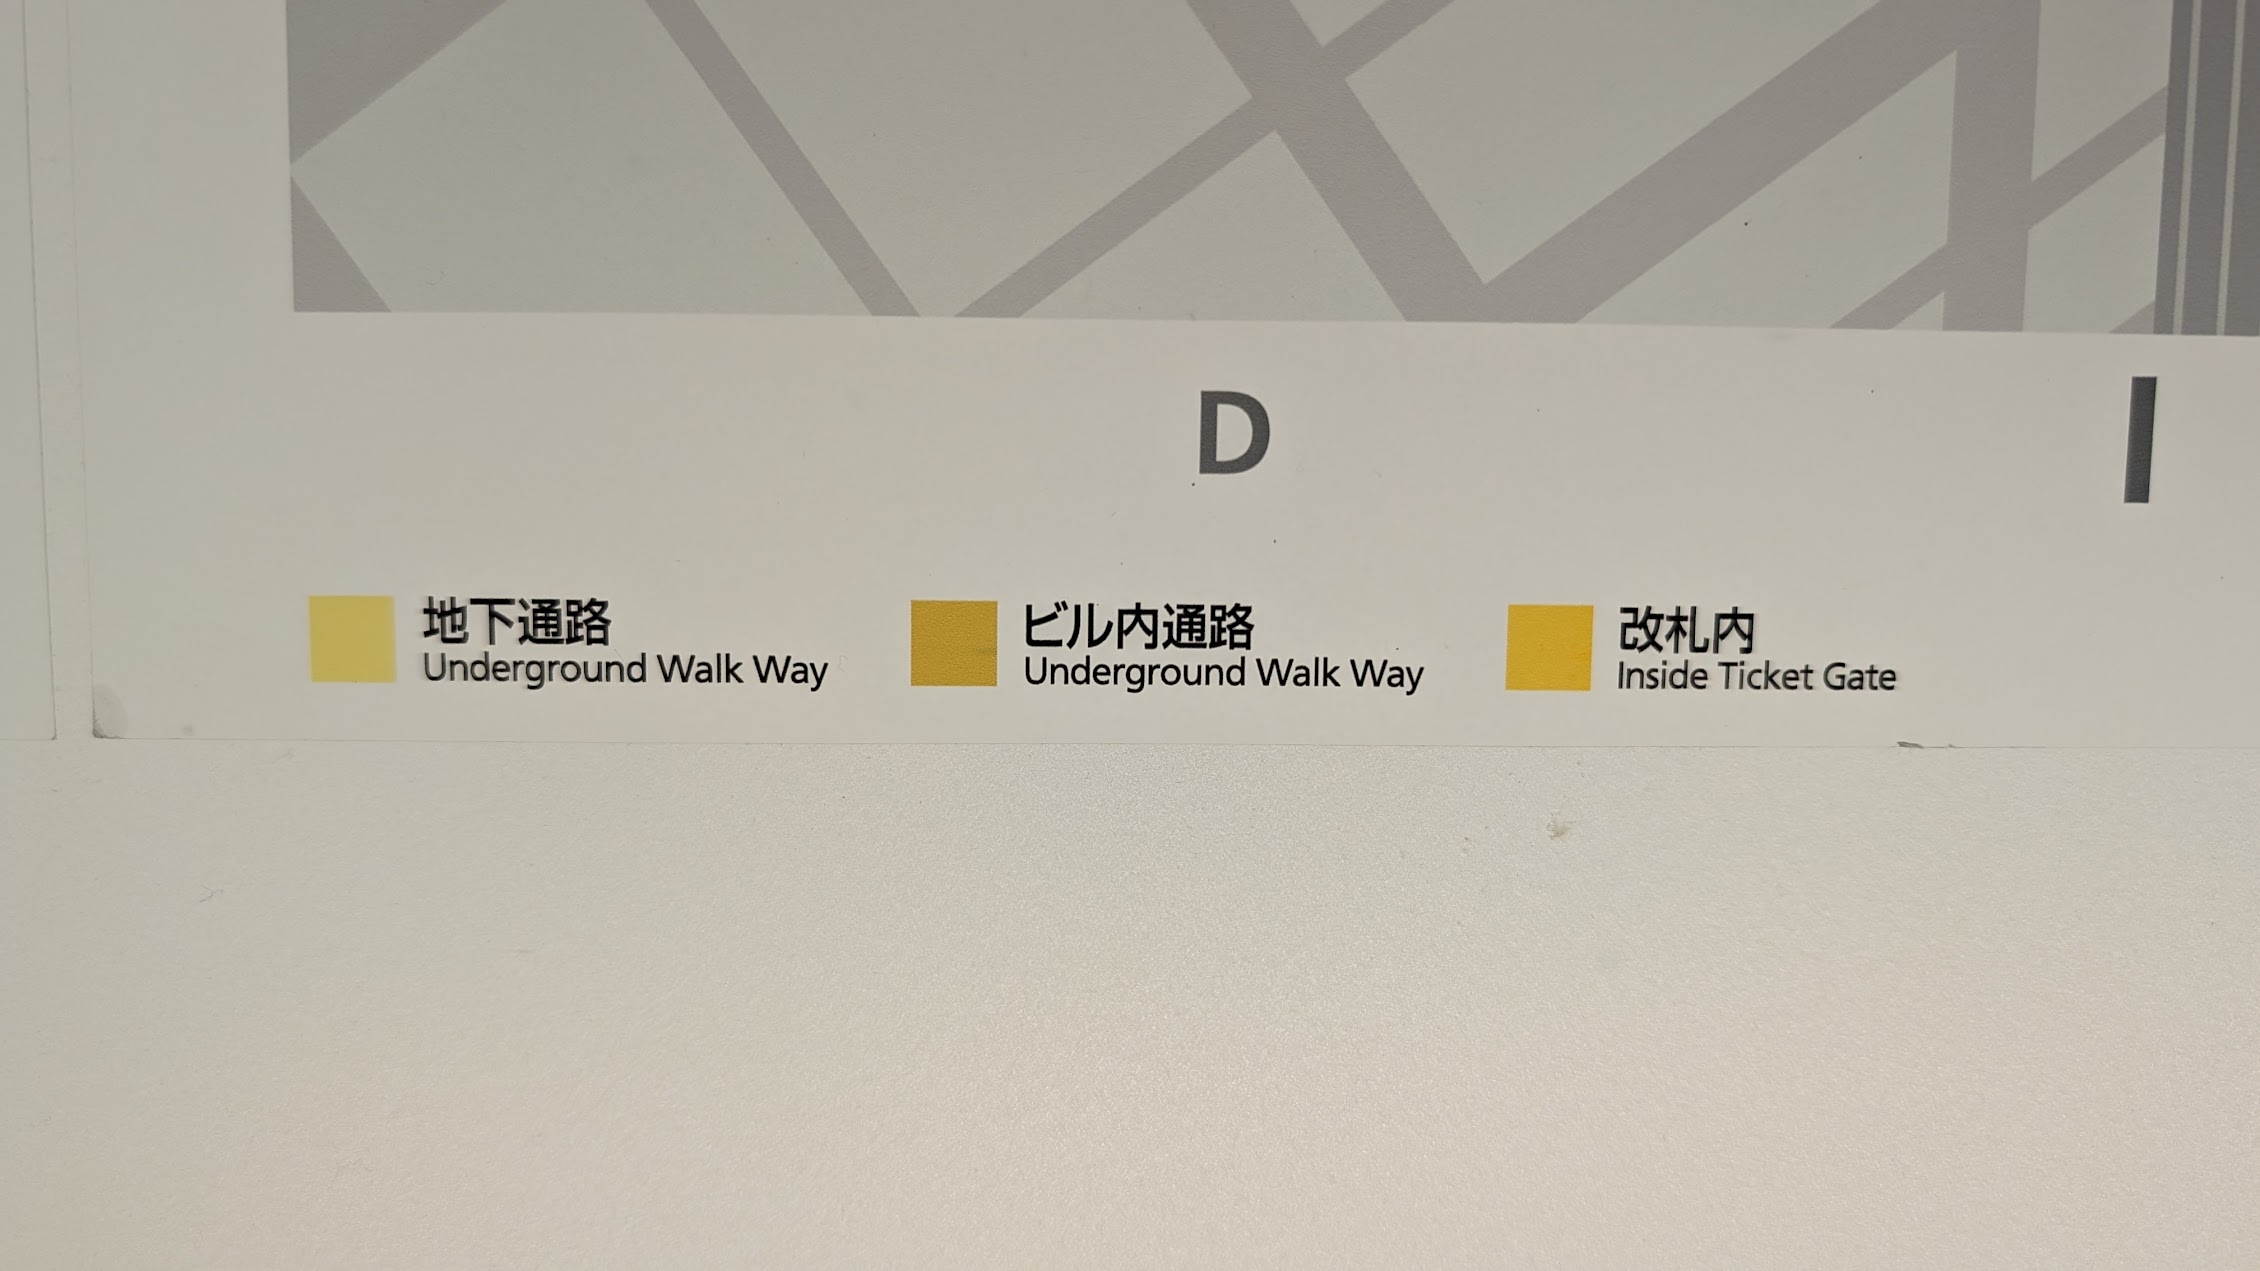 D
地下通路
Underground Walk Way
ビル内通路
Underground Walk Way
改札内
Inside Ticket Gate